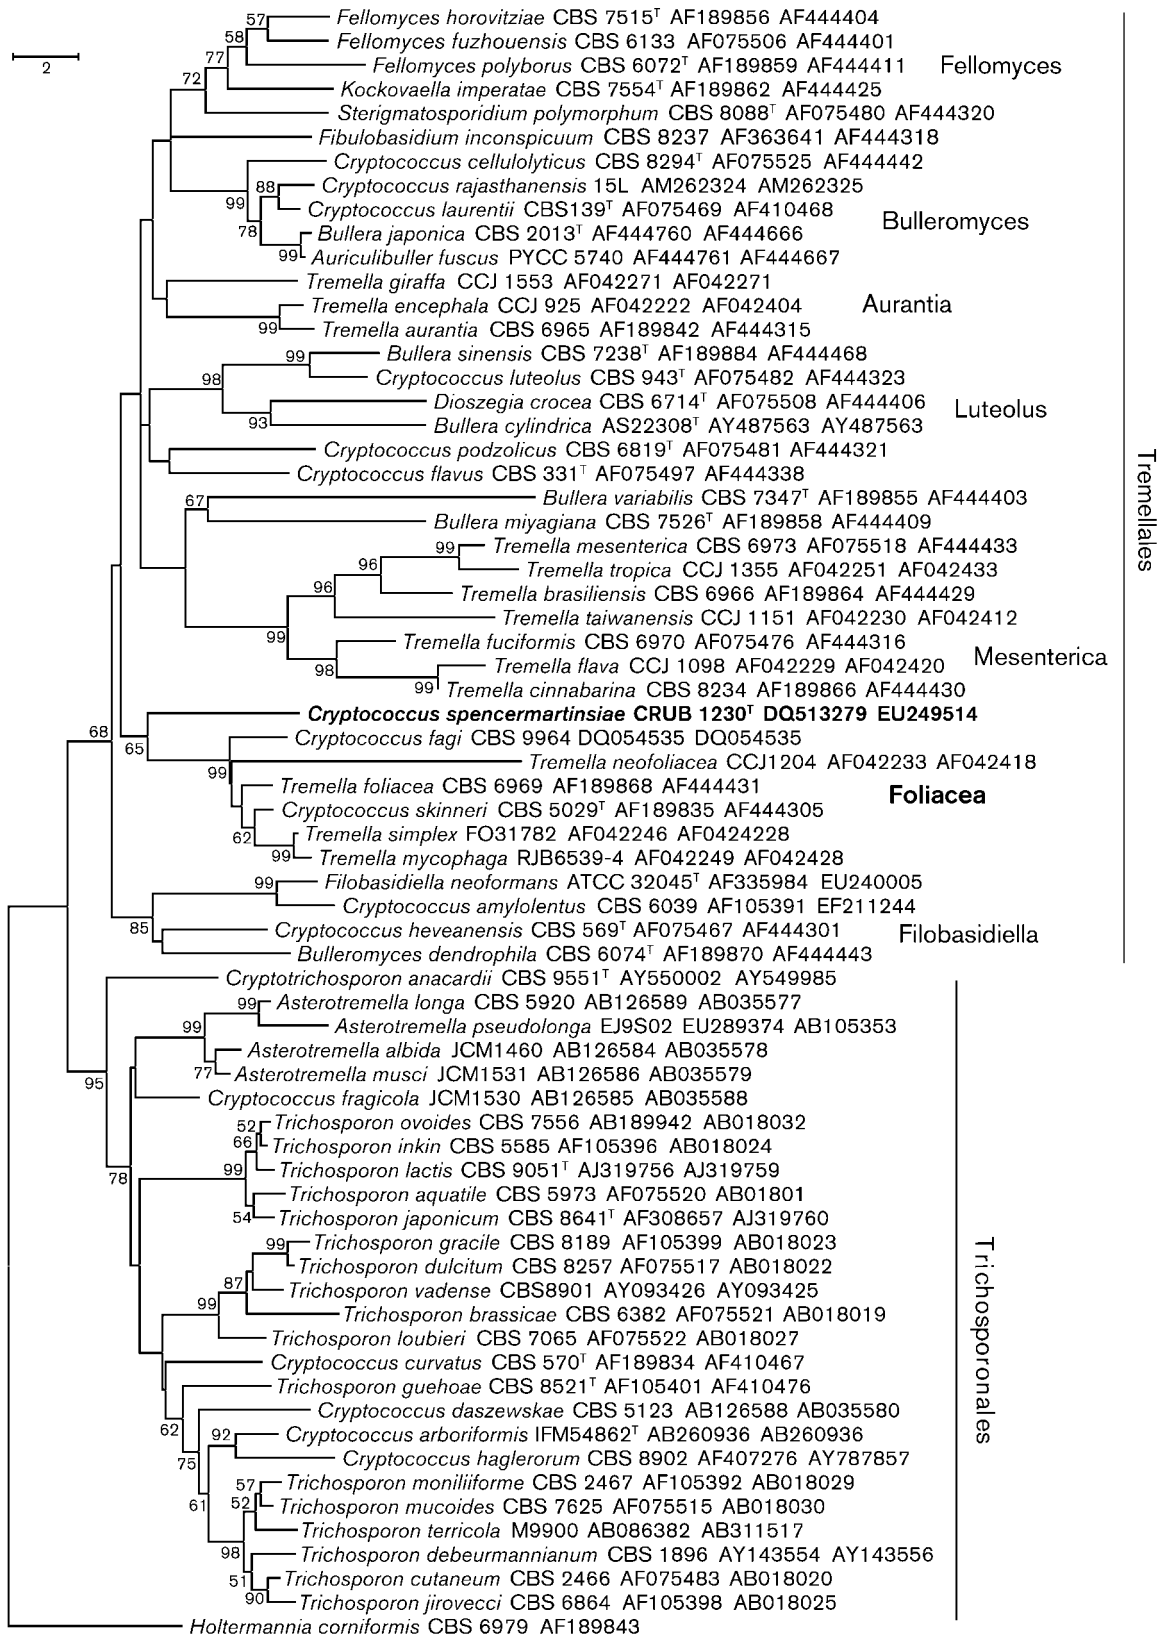 57
Fellomyces horovitziae CBS 7515ᵀ AF189856 AF444404
58
Fellomyces fuzhouensis CBS 6133 AF075506 AF444401
77
Fellomyces polyborus CBS 6072ᵀ AF189859 AF444411
Fellomyces
2
72
Kockovaella imperatae CBS 7554ᵀ AF189862 AF444425
Sterigmatosporidium polymorphum CBS 8088ᵀ AF075480 AF444320
Fibulobasidium inconspicuum CBS 8237 AF363641 AF444318
Cryptococcus cellulolyticus CBS 8294ᵀ AF075525 AF444442
88
Cryptococcus rajasthanensis 15L AM262324 AM262325
99
Cryptococcus laurentii CBS139ᵀ AF075469 AF410468
Bulleromyces
78
Bullera japonica CBS 2013ᵀ AF444760 AF444666
99
Auriculibuller fuscus PYCC 5740 AF444761 AF444667
Tremella giraffa CCJ 1553 AF042271 AF042271
Tremella encephala CCJ 925 AF042222 AF042404
Aurantia
99
Tremella aurantia CBS 6965 AF189842 AF444315
99
Bullera sinensis CBS 7238ᵀ AF189884 AF444468
98
Cryptococcus luteolus CBS 943ᵀ AF075482 AF444323
Dioszegia crocea CBS 6714ᵀ AF075508 AF444406
Luteolus
93
Bullera cylindrica AS22308ᵀ AY487563 AY487563
Cryptococcus podzolicus CBS 6819ᵀ AF075481 AF444321
Cryptococcus flavus CBS 331ᵀ AF075497 AF444338
67
Bullera variabilis CBS 7347ᵀ AF189855 AF444403
Bullera miyagiana CBS 7526ᵀ AF189858 AF444409
Tremellales
99
Tremella mesenterica CBS 6973 AF075518 AF444433
96
Tremella tropica CCJ 1355 AF042251 AF042433
96
Tremella brasiliensis CBS 6966 AF189864 AF444429
Tremella taiwanensis CCJ 1151 AF042230 AF042412
99
Tremella fuciformis CBS 6970 AF075476 AF444316
Mesenterica
98
Tremella flava CCJ 1098 AF042229 AF042420
99
Tremella cinnabarina CBS 8234 AF189866 AF444430
Cryptococcus spencermartinsiae CRUB 1230ᵀ DQ513279 EU249514
68
65
Cryptococcus fagi CBS 9964 DQ054535 DQ054535
99
Tremella neofoliacea CCJ1204 AF042233 AF042418
Tremella foliacea CBS 6969 AF189868 AF444431
Foliacea
Cryptococcus skinneri CBS 5029ᵀ AF189835 AF444305
62
Tremella simplex FO31782 AF042246 AF0424228
99
Tremella mycophaga RJB6539-4 AF042249 AF042428
99
Filobasidiella neoformans ATCC 32045ᵀ AF335984 EU240005
Cryptococcus amylolentus CBS 6039 AF105391 EF211244
85
Cryptococcus heveanensis CBS 569ᵀ AF075467 AF444301
Filobasidiella
Bulleromyces dendrophila CBS 6074ᵀ AF189870 AF444443
Cryptotrichosporon anacardii CBS 9551ᵀ AY550002 AY549985
99
Asterotremella longa CBS 5920 AB126589 AB035577
99
Asterotremella pseudolonga EJ9S02 EU289374 AB105353
Asterotremella albida JCM1460 AB126584 AB035578
77
Asterotremella musci JCM1531 AB126586 AB035579
95
Cryptococcus fragicola JCM1530 AB126585 AB035588
52
Trichosporon ovoides CBS 7556 AB189942 AB018032
66
Trichosporon inkin CBS 5585 AF105396 AB018024
99
Trichosporon lactis CBS 9051ᵀ AJ319756 AJ319759
78
Trichosporon aquatile CBS 5973 AF075520 AB01801
54
Trichosporon japonicum CBS 8641ᵀ AF308657 AJ319760
99
Trichosporon gracile CBS 8189 AF105399 AB018023
Trichosporon dulcitum CBS 8257 AF075517 AB018022
87
Trichosporon vadense CBS8901 AY093426 AY093425
99
Trichosporon brassicae CBS 6382 AF075521 AB018019
Trichosporon loubieri CBS 7065 AF075522 AB018027
Trichosporonales
Cryptococcus curvatus CBS 570ᵀ AF189834 AF410467
Trichosporon guehoae CBS 8521ᵀ AF105401 AF410476
62
Cryptococcus daszewskae CBS 5123 AB126588 AB035580
92
Cryptococcus arboriformis IFM54862ᵀ AB260936 AB260936
75
Cryptococcus haglerorum CBS 8902 AF407276 AY787857
57
Trichosporon moniliiforme CBS 2467 AF105392 AB018029
61
52
Trichosporon mucoides CBS 7625 AF075515 AB018030
Trichosporon terricola M9900 AB086382 AB311517
98
Trichosporon debeurmannianum CBS 1896 AY143554 AY143556
51
Trichosporon cutaneum CBS 2466 AF075483 AB018020
90
Trichosporon jirovecci CBS 6864 AF105398 AB018025
Holtermannia corniformis CBS 6979 AF189843